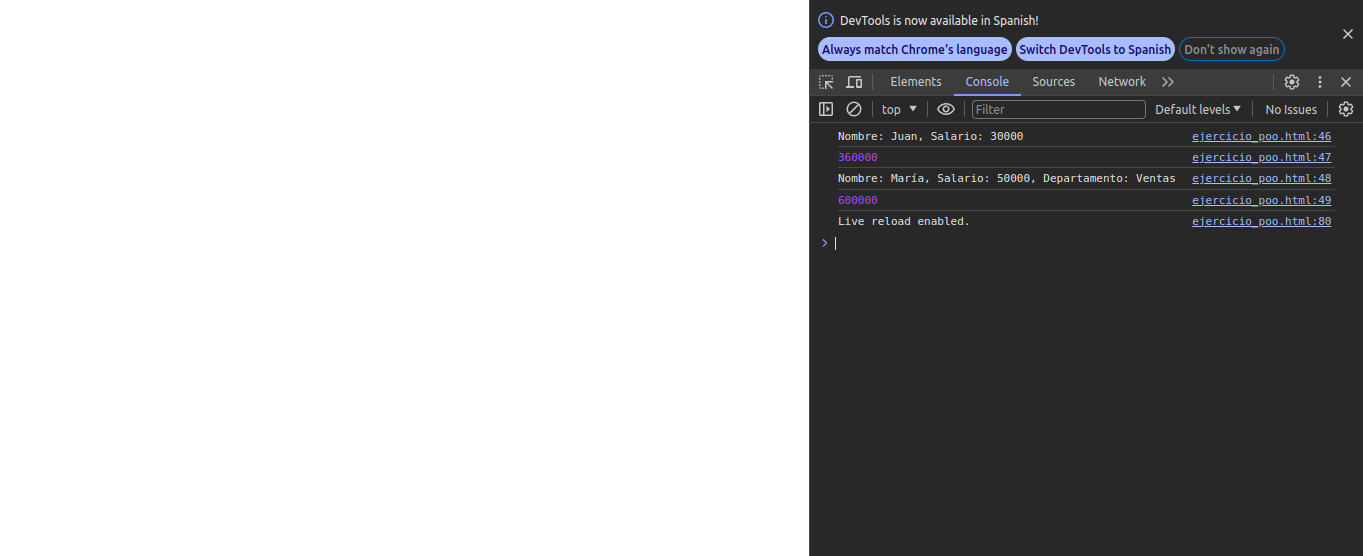 DevTools is now available in Spanish!
Always match Chrome's language Switch DevTools to Spanish Don't show again
Elements Console Sources Network
top Filter Default levels No Issues
Nombre: Juan, Salario: 30000 ejercicio_poo.html:46
360000 ejercicio_poo.html:47
Nombre: María, Salario: 50000, Departamento: Ventas ejercicio_poo.html:48
600000 ejercicio_poo.html:49
Live reload enabled. ejercicio_poo.html:80